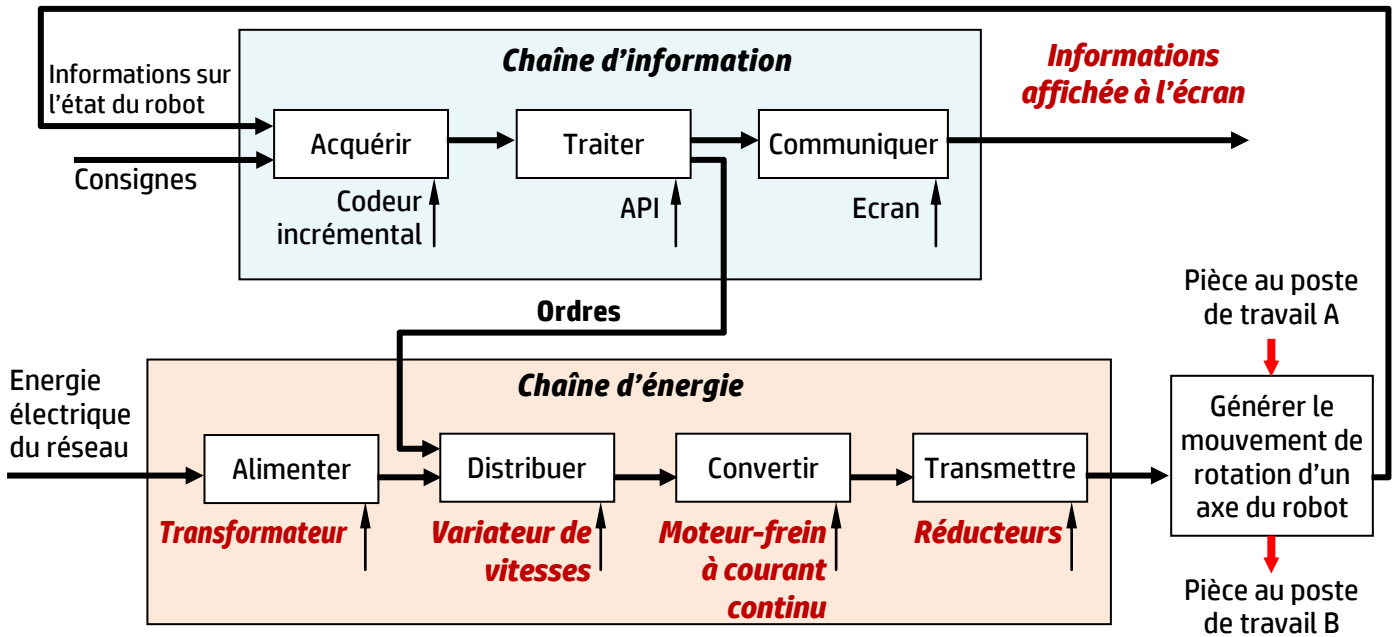 Chaîne d’information
Informations
affichée à l’écran
Informations sur
l’état du robot
Acquérir
Traiter
Communiquer
Consignes
Codeur
incrémental
API
Ecran
Ordres
Pièce au poste
de travail A
Chaîne d’énergie
Energie
électrique
du réseau
Alimenter
Distribuer
Convertir
Transmettre
Générer le
mouvement de
rotation d’un
axe du robot
Transformateur
Variateur de
vitesses
Moteur-frein
à courant
continu
Réducteurs
Pièce au poste
de travail B